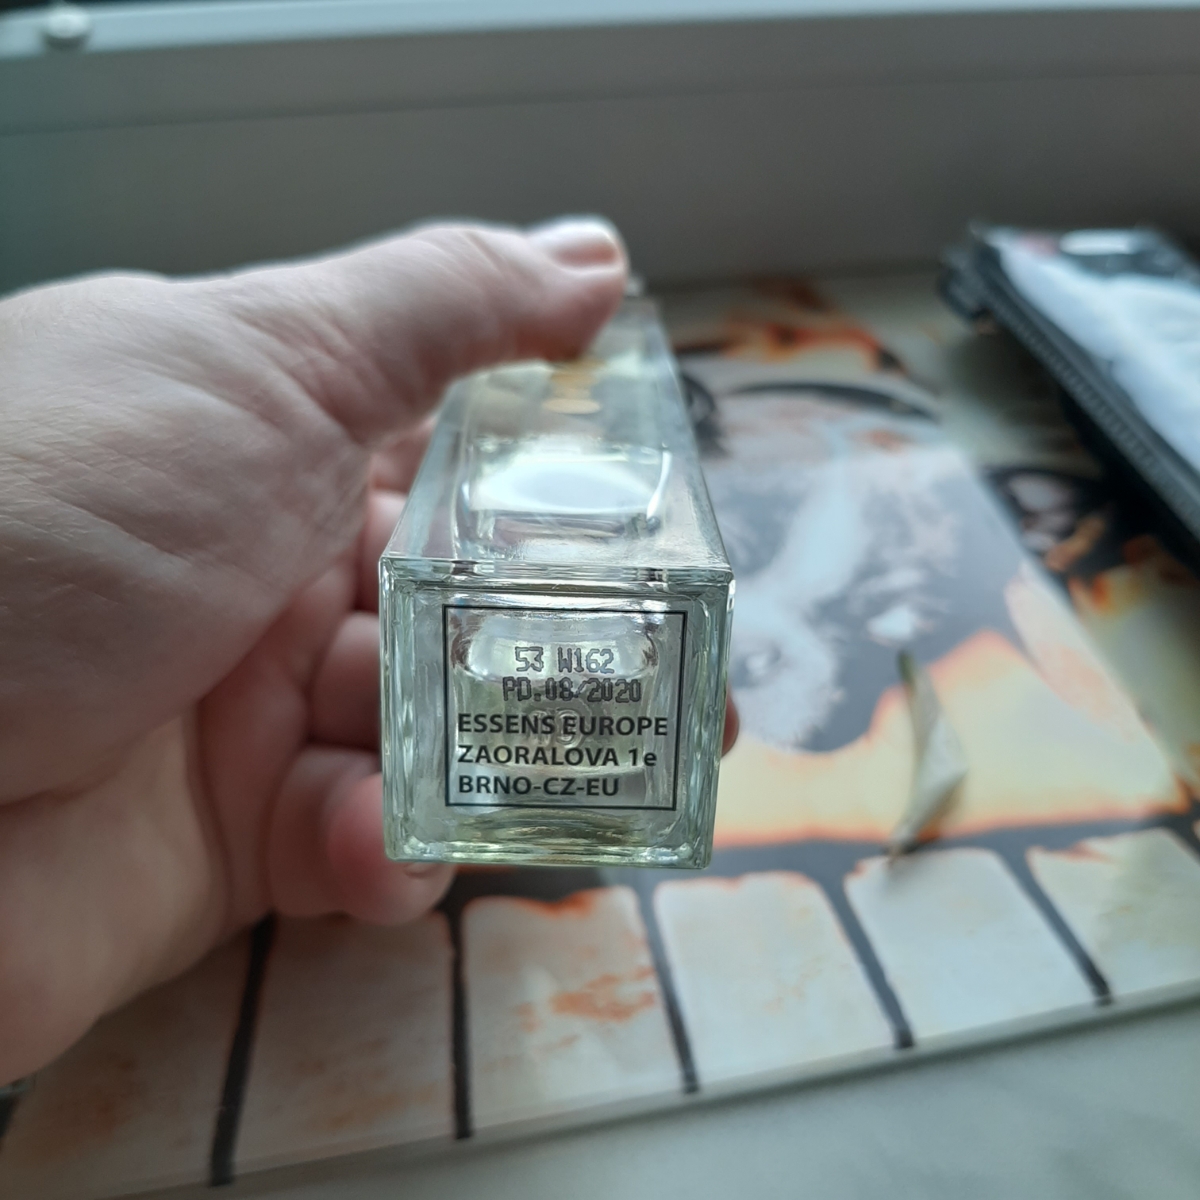 53 W162
PD.08/2020
ESSENS EUROPE
ZAORALOVA 1e
BRNO-CZ-EU